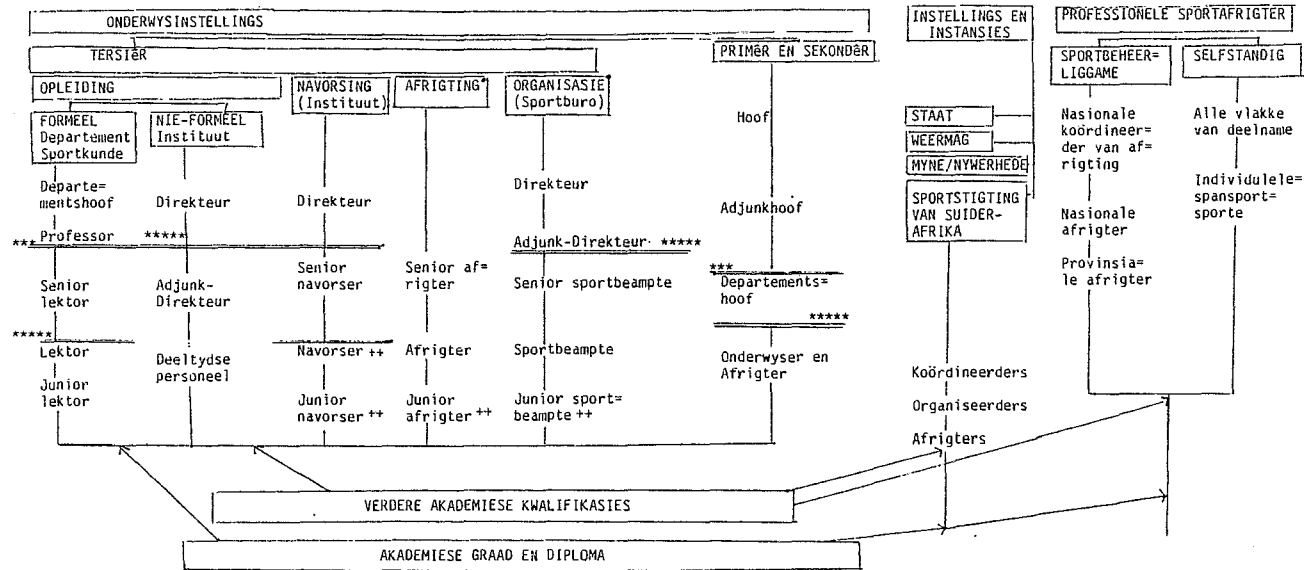 ONDERWYSINSTELLINGS
TERSIêR
OPLEIDING
FORMEEL
Departement
Sportkunde
Departe=
mentshoof
*** Professor
Senior
lektor
*****
Lektor
Junior
lektor
NIE-FORMEEL
Instituut
Direkteur
*****
Adjunk-
Direkteur
Deeltydse
personeel
NAVORSING
(Instituut)
Direkteur
Senior
navorser
Navorser ++
Junior
navorser ++
AFRIGTING*
Senior af=
rigter
Afrigter
Junior
afrigter ++
ORGANISASIE
(Sportburo)
Direkteur
Adjunk-Direkteur *****
Senior sportbeampte
Sportbeampte
Junior sport=
beampte ++
PRIMêR EN SEKONDêR
Hoof
Adjunkhoof
***
Departements=
hoof
*****
Onderwyser en
Afrigter
INSTELLINGS EN
INSTANSIES
STAAT
WEERMAG
MYNE/NYWERHEDE
SPORTSTIGTING
VAN SUIDER-
AFRIKA
Koördineerders
Organiseerders
Afrigters
PROFESSIONELE SPORTAFRIGTER
SPORTBEHEER=
LIGGAME
Nasionale
koördineer=
der van af=
rigting
Nasionale
afrigter
Provinsia=
le afrigter
SELFSTANDIG
Alle vlakke
van deelname
Individulele=
spansport=
sporte
VERDERE AKADEMIESE KWALIFIKASIES
AKADEMIESE GRAAD EN DIPLOMA